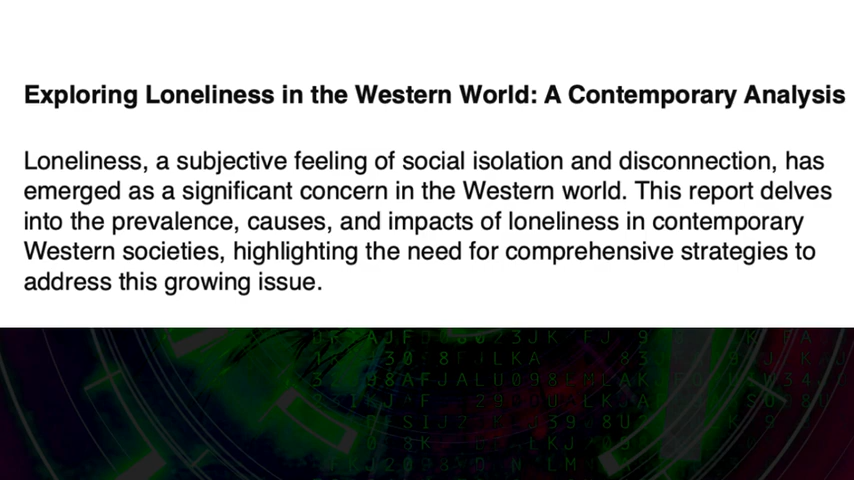 Exploring Loneliness in the Western World: A Contemporary Analysis
Loneliness, a subjective feeling of social isolation and disconnection, has
emerged as a significant concern in the Western world. This report delves
into the prevalence, causes, and impacts of loneliness in contemporary
Western societies, highlighting the need for comprehensive strategies to
address this growing issue.